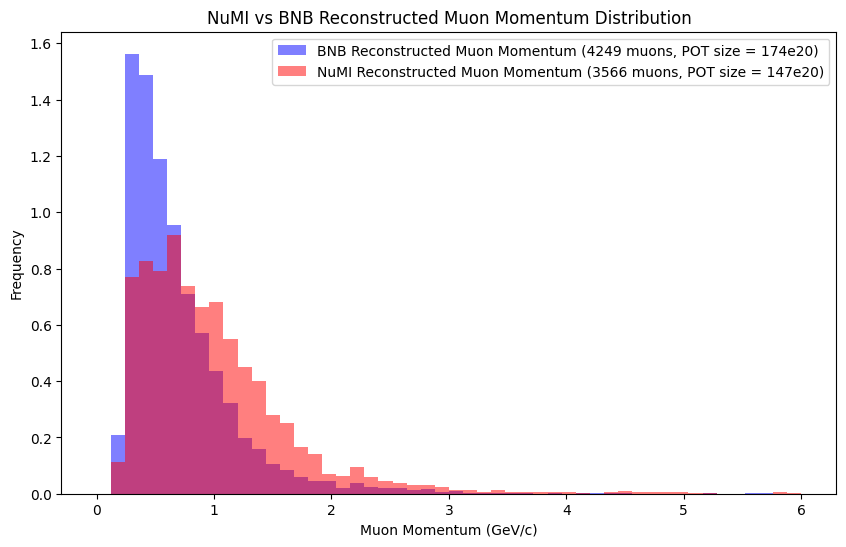 NuMI vs BNB Reconstructed Muon Momentum Distribution
BNB Reconstructed Muon Momentum (4249 muons, POT size = 174e20)
NuMI Reconstructed Muon Momentum (3566 muons, POT size = 147e20)
Frequency
1.6
1.4
1.2
1.0
0.8
0.6
0.4
0.2
0.0
0 1 2 3 4 5 6
Muon Momentum (GeV/c)